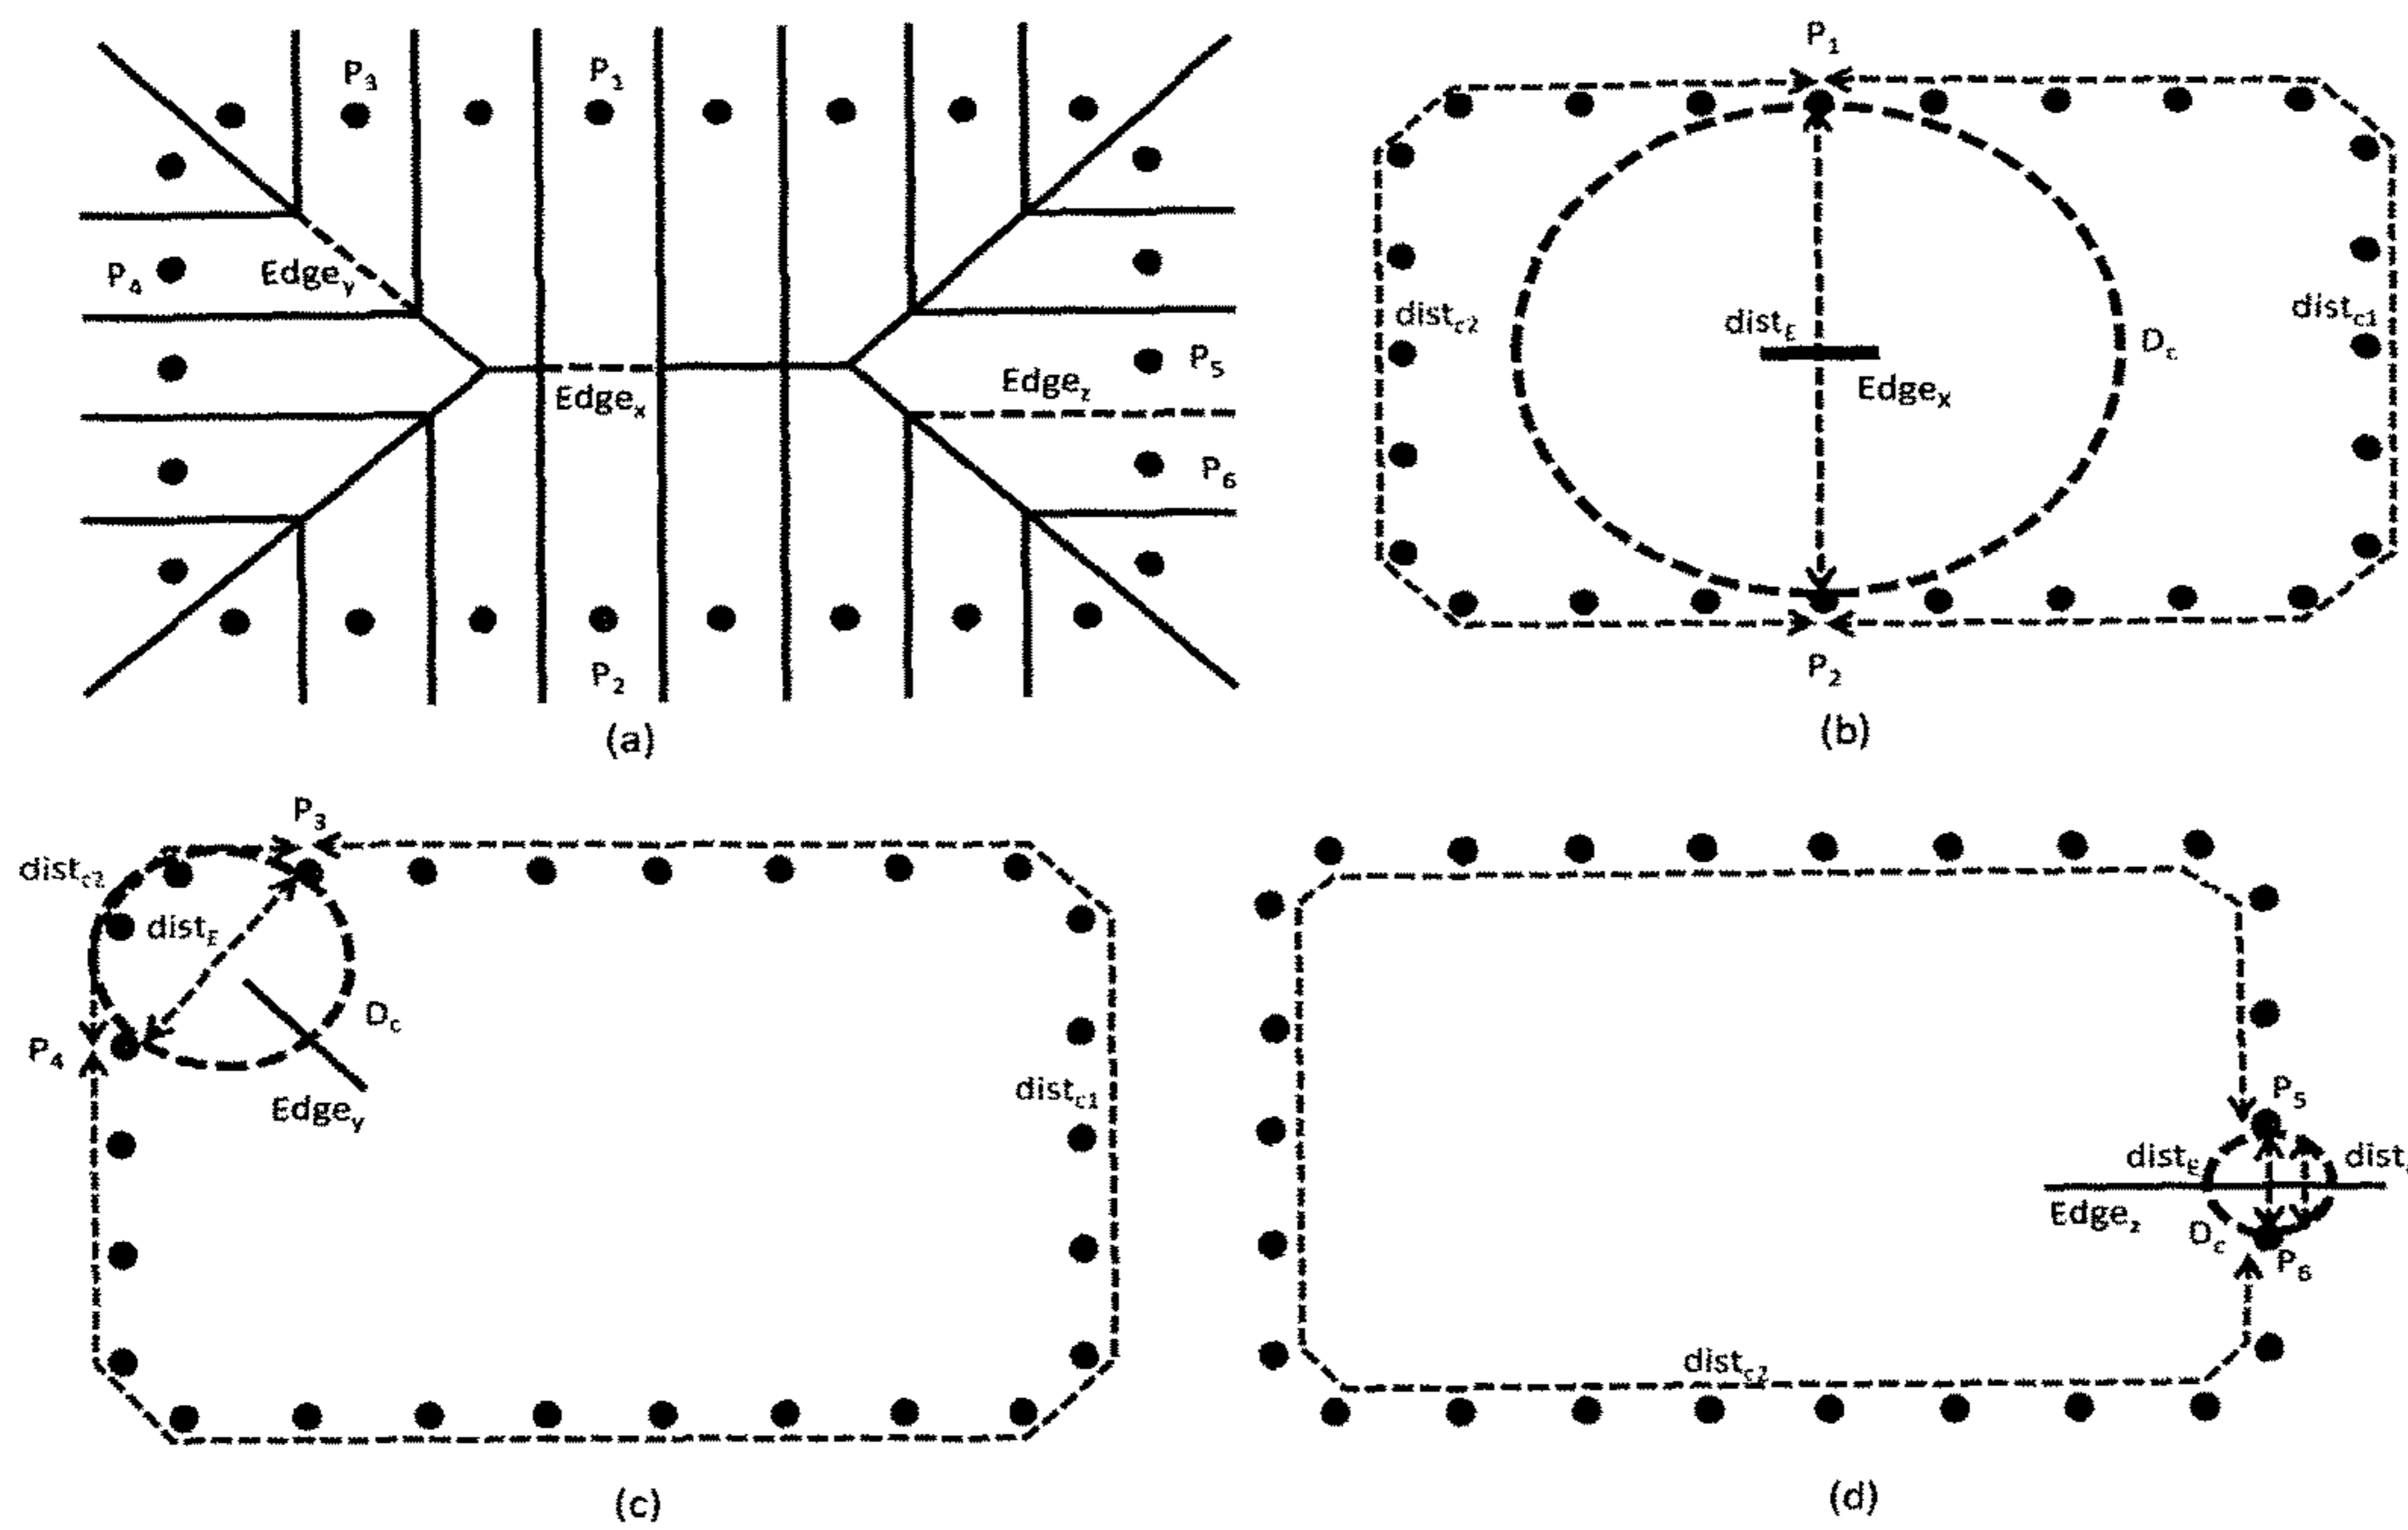 P3 P1
P4 Edgey
Edgex Edgez P5
P6
P2
(a)
P1
distc2 distE distc1
Dc
Edgex
P2
(b)
P3
distc2
distE
Dc
P4
Edgey
distc1
(c)
P5
distE dist
Edgez Dc
P6
distc2
(d)